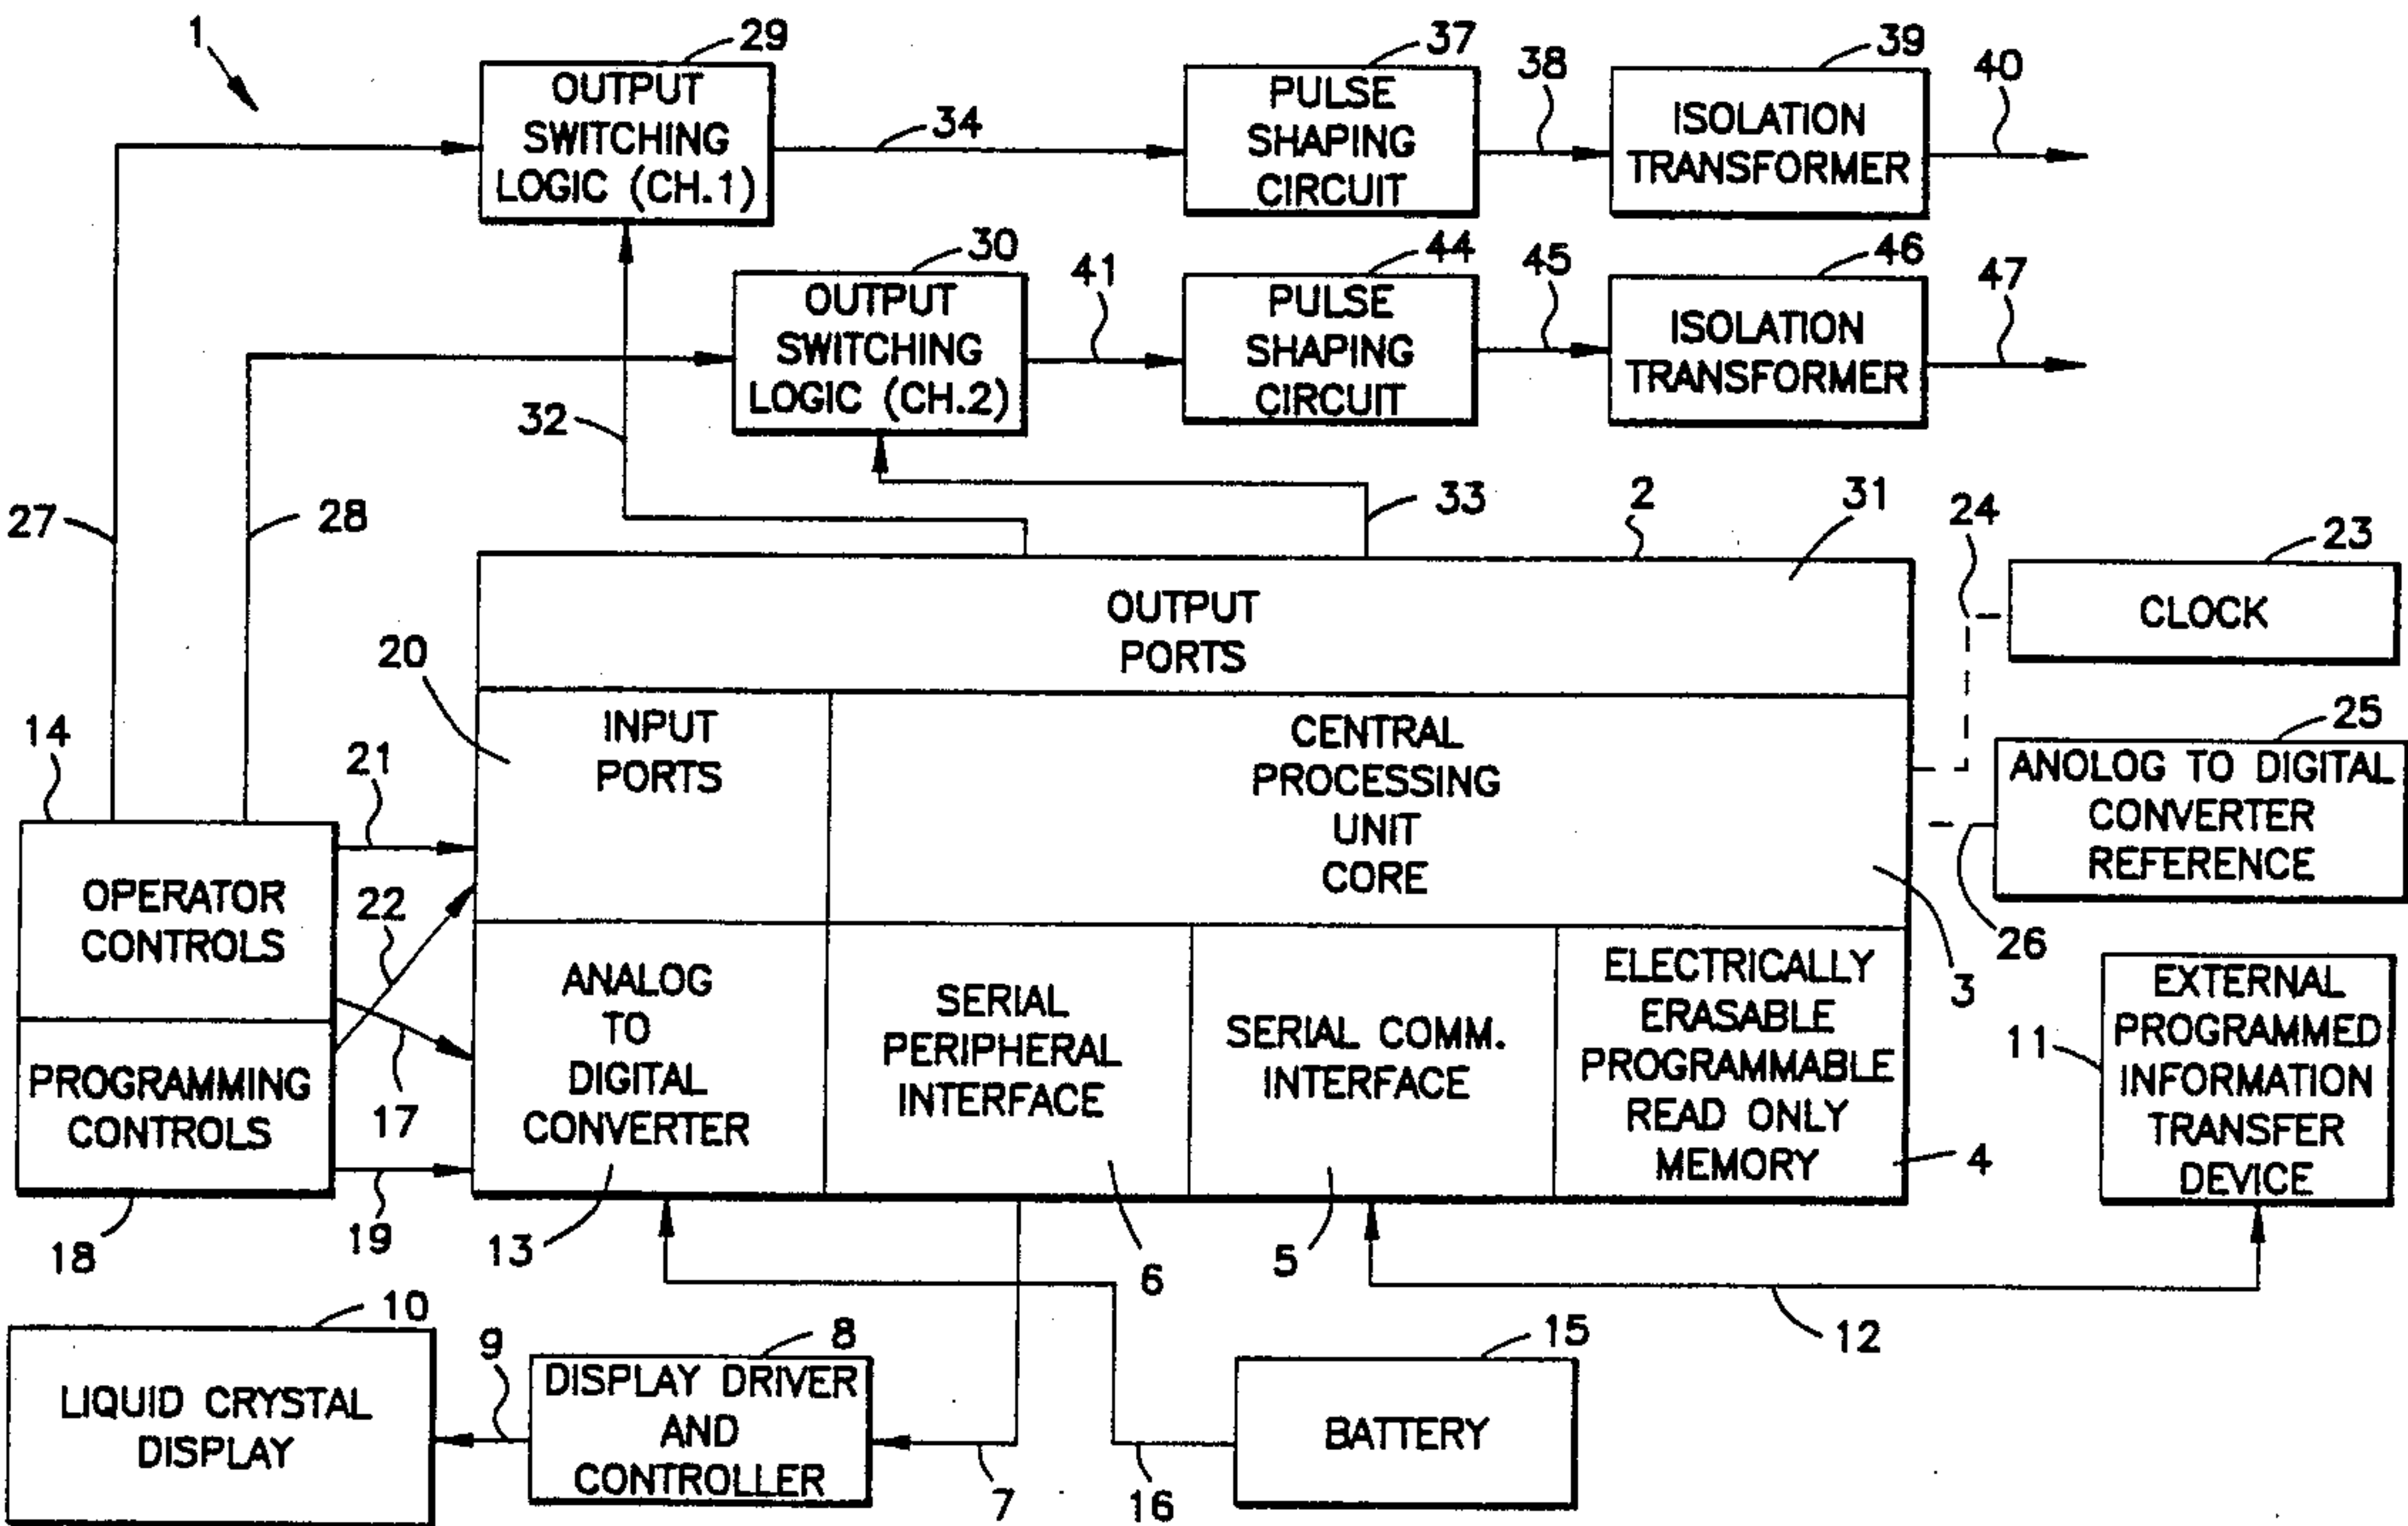 1
29
OUTPUT
SWITCHING
LOGIC (CH.1)
34
37
PULSE
SHAPING
CIRCUIT
38
39
ISOLATION
TRANSFORMER
40
30
OUTPUT
SWITCHING
LOGIC (CH.2)
41
44
PULSE
SHAPING
CIRCUIT
45
46
ISOLATION
TRANSFORMER
47
32
33
27
28
2
31
24
23
CLOCK
OUTPUT
PORTS
20
INPUT
PORTS
CENTRAL
PROCESSING
UNIT
CORE
3
25
ANOLOG TO DIGITAL
CONVERTER
REFERENCE
26
14
OPERATOR
CONTROLS
21
22
17
PROGRAMMING
CONTROLS
18
19
ANALOG
TO
DIGITAL
CONVERTER
13
SERIAL
PERIPHERAL
INTERFACE
6
SERIAL COMM.
INTERFACE
5
ELECTRICALLY
ERASABLE
PROGRAMMABLE
READ ONLY
MEMORY
4
11
EXTERNAL
PROGRAMMED
INFORMATION
TRANSFER
DEVICE
12
10
LIQUID CRYSTAL
DISPLAY
9
8
DISPLAY DRIVER
AND
CONTROLLER
7
16
15
BATTERY